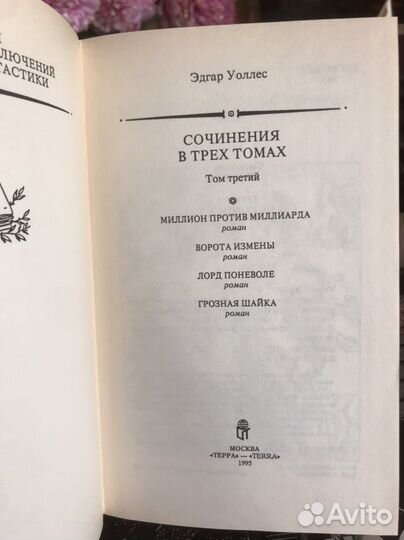 ЛЮЧЕНИЙ
ТАСТИКИ
Эдгар Уоллес
СОЧИНЕНИЯ
В ТРЕХ ТОМАХ
Том третий
МИЛЛИОН ПРОТИВ МИЛЛИАРДА
роман
ВОРОТА ИЗМЕНЫ
роман
ЛОРД ПОНЕВОЛЕ
роман
ГРОЗНАЯ ШАЙКА
роман
МОСКВА
«ТЕРРА» — «TERRA»
1995
Avito